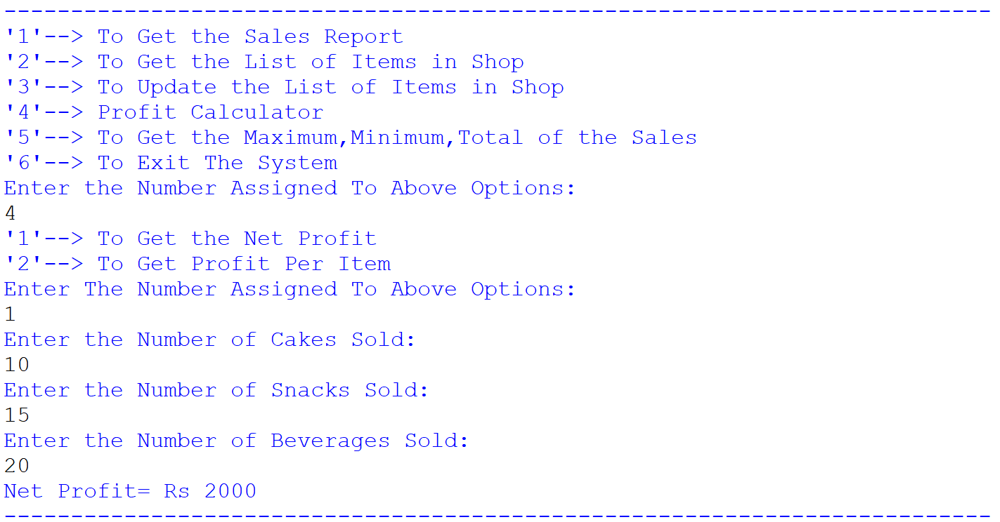 --------------------------------------------------------------------------
'1'--> To Get the Sales Report
'2'--> To Get the List of Items in Shop
'3'--> To Update the List of Items in Shop
'4'--> Profit Calculator
'5'--> To Get the Maximum,Minimum,Total of the Sales
'6'--> To Exit The System
Enter the Number Assigned To Above Options:
4
'1'--> To Get the Net Profit
'2'--> To Get Profit Per Item
Enter The Number Assigned To Above Options:
1
Enter the Number of Cakes Sold:
10
Enter the Number of Snacks Sold:
15
Enter the Number of Beverages Sold:
20
Net Profit= Rs 2000
--------------------------------------------------------------------------